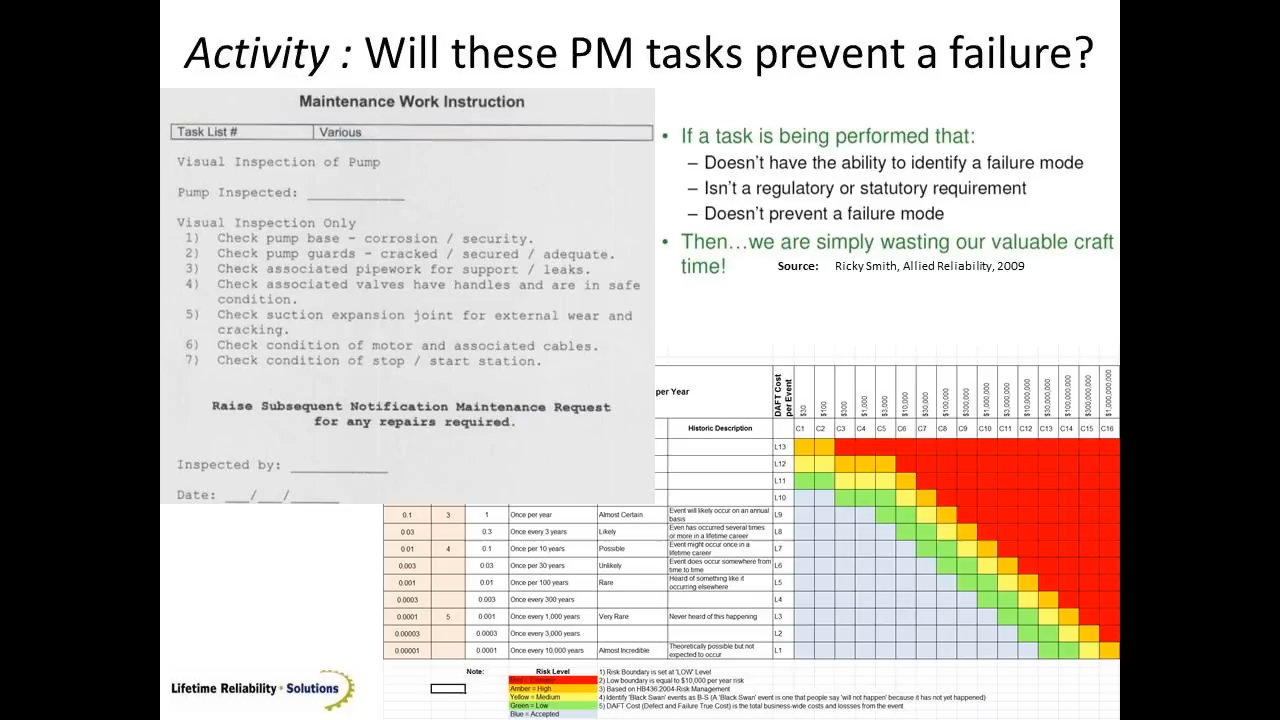 Activity : Will these PM tasks prevent a failure?
Maintenance Work Instruction
Task List #
Various
Visual Inspection of Pump
Pump Inspected: ____________
Visual Inspection Only
1) Check pump base - corrosion / security.
2) Check pump guards - cracked / secured / adequate.
3) Check associated pipework for support / leaks.
4) Check associated valves have handles and are in safe
condition.
5) Check suction expansion joint for external wear and
cracking.
6) Check condition of motor and associated cables.
7) Check condition of stop / start station.
Raise Subsequent Notification Maintenance Request
for any repairs required.
Inspected by: ____________
Date: ___/___/______
• If a task is being performed that:
– Doesn't have the ability to identify a failure mode
– Isn't a regulatory or statutory requirement
– Doesn't prevent a failure mode
• Then…we are simply wasting our valuable craft
time!
Source: Ricky Smith, Allied Reliability, 2009
per Year
DAFT Cost
per Event
$30 $100 $300 $1,000 $3,000 $10,000 $30,000 $100,000 $300,000 $1,000,000 $3,000,000 $10,000,000 $30,000,000 $100,000,000 $300,000,000 $1,000,000,000
Historic Description
C1 C2 C3 C4 C5 C6 C7 C8 C9 C10 C11 C12 C13 C14 C15 C16
L13
L12
L11
L10
0.1 3 1 Once per year Almost Certain Event will likely occur on an annual
basis L9
0.03 0.3 Once every 3 years Likely Even has occurred several times
or more in a lifetime career L8
0.01 4 0.1 Once per 10 years Possible Event might occur once in a
lifetime career L7
0.003 0.03 Once per 30 years Unlikely Event does occur somewhere from
time to time L6
0.001 0.01 Once per 100 years Rare Heard of something like it
occurring elsewhere L5
0.0003 0.003 Once every 300 years L4
0.0001 5 0.001 Once every 1,000 years Very Rare Never heard of this happening L3
0.00003 0.0003 Once every 3,000 years L2
0.00001 0.0001 Once every 10,000 years Almost Incredible Theoretically possible but not
expected to occur L1
Note:
Risk Level
Amber = High
Yellow = Medium
Green = Low
Blue = Accepted
1) Risk Boundary is set at 'LOW' Level
2) Low boundary is equal to $10,000 per year risk
3) Based on HB436:2004-Risk Management
4) Identify 'Black Swan' events as B-S (A 'Black Swan' event is one that people say 'will not happen' because it has not yet happened)
5) DAFT Cost (Defect and Failure True Cost) is the total business-wide costs and lossses from the event
Lifetime Reliability Solutions